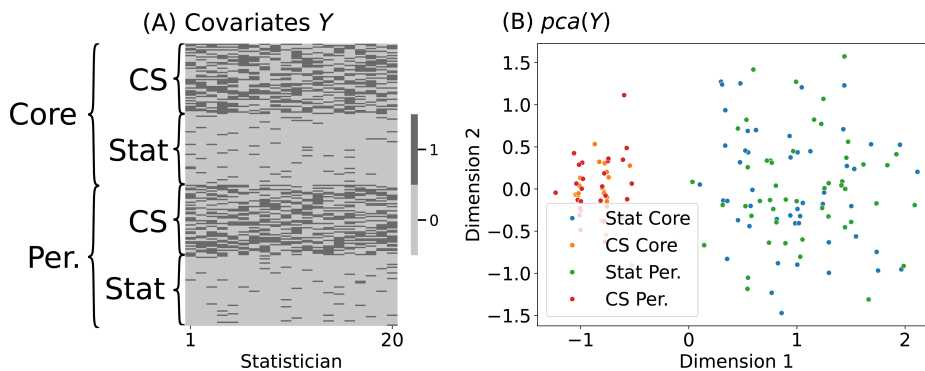 (A) Covariates Y
Core
CS
Stat
Per.
CS
Stat
1
0
1
20
Statistician
(B) pca(Y)
1.5
1.0
0.5
0.0
−0.5
−1.0
−1.5
Dimension 2
Stat Core
CS Core
Stat Per.
CS Per.
−1
0
1
2
Dimension 1